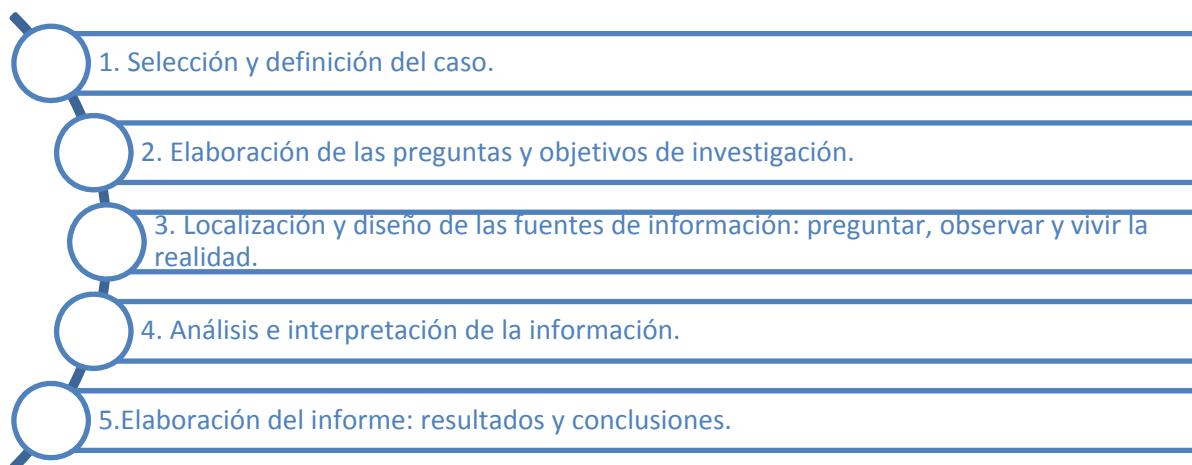 1. Selección y definición del caso.
2. Elaboración de las preguntas y objetivos de investigación.
3. Localización y diseño de las fuentes de información: preguntar, observar y vivir la
realidad.
4. Análisis e interpretación de la información.
5.Elaboración del informe: resultados y conclusiones.